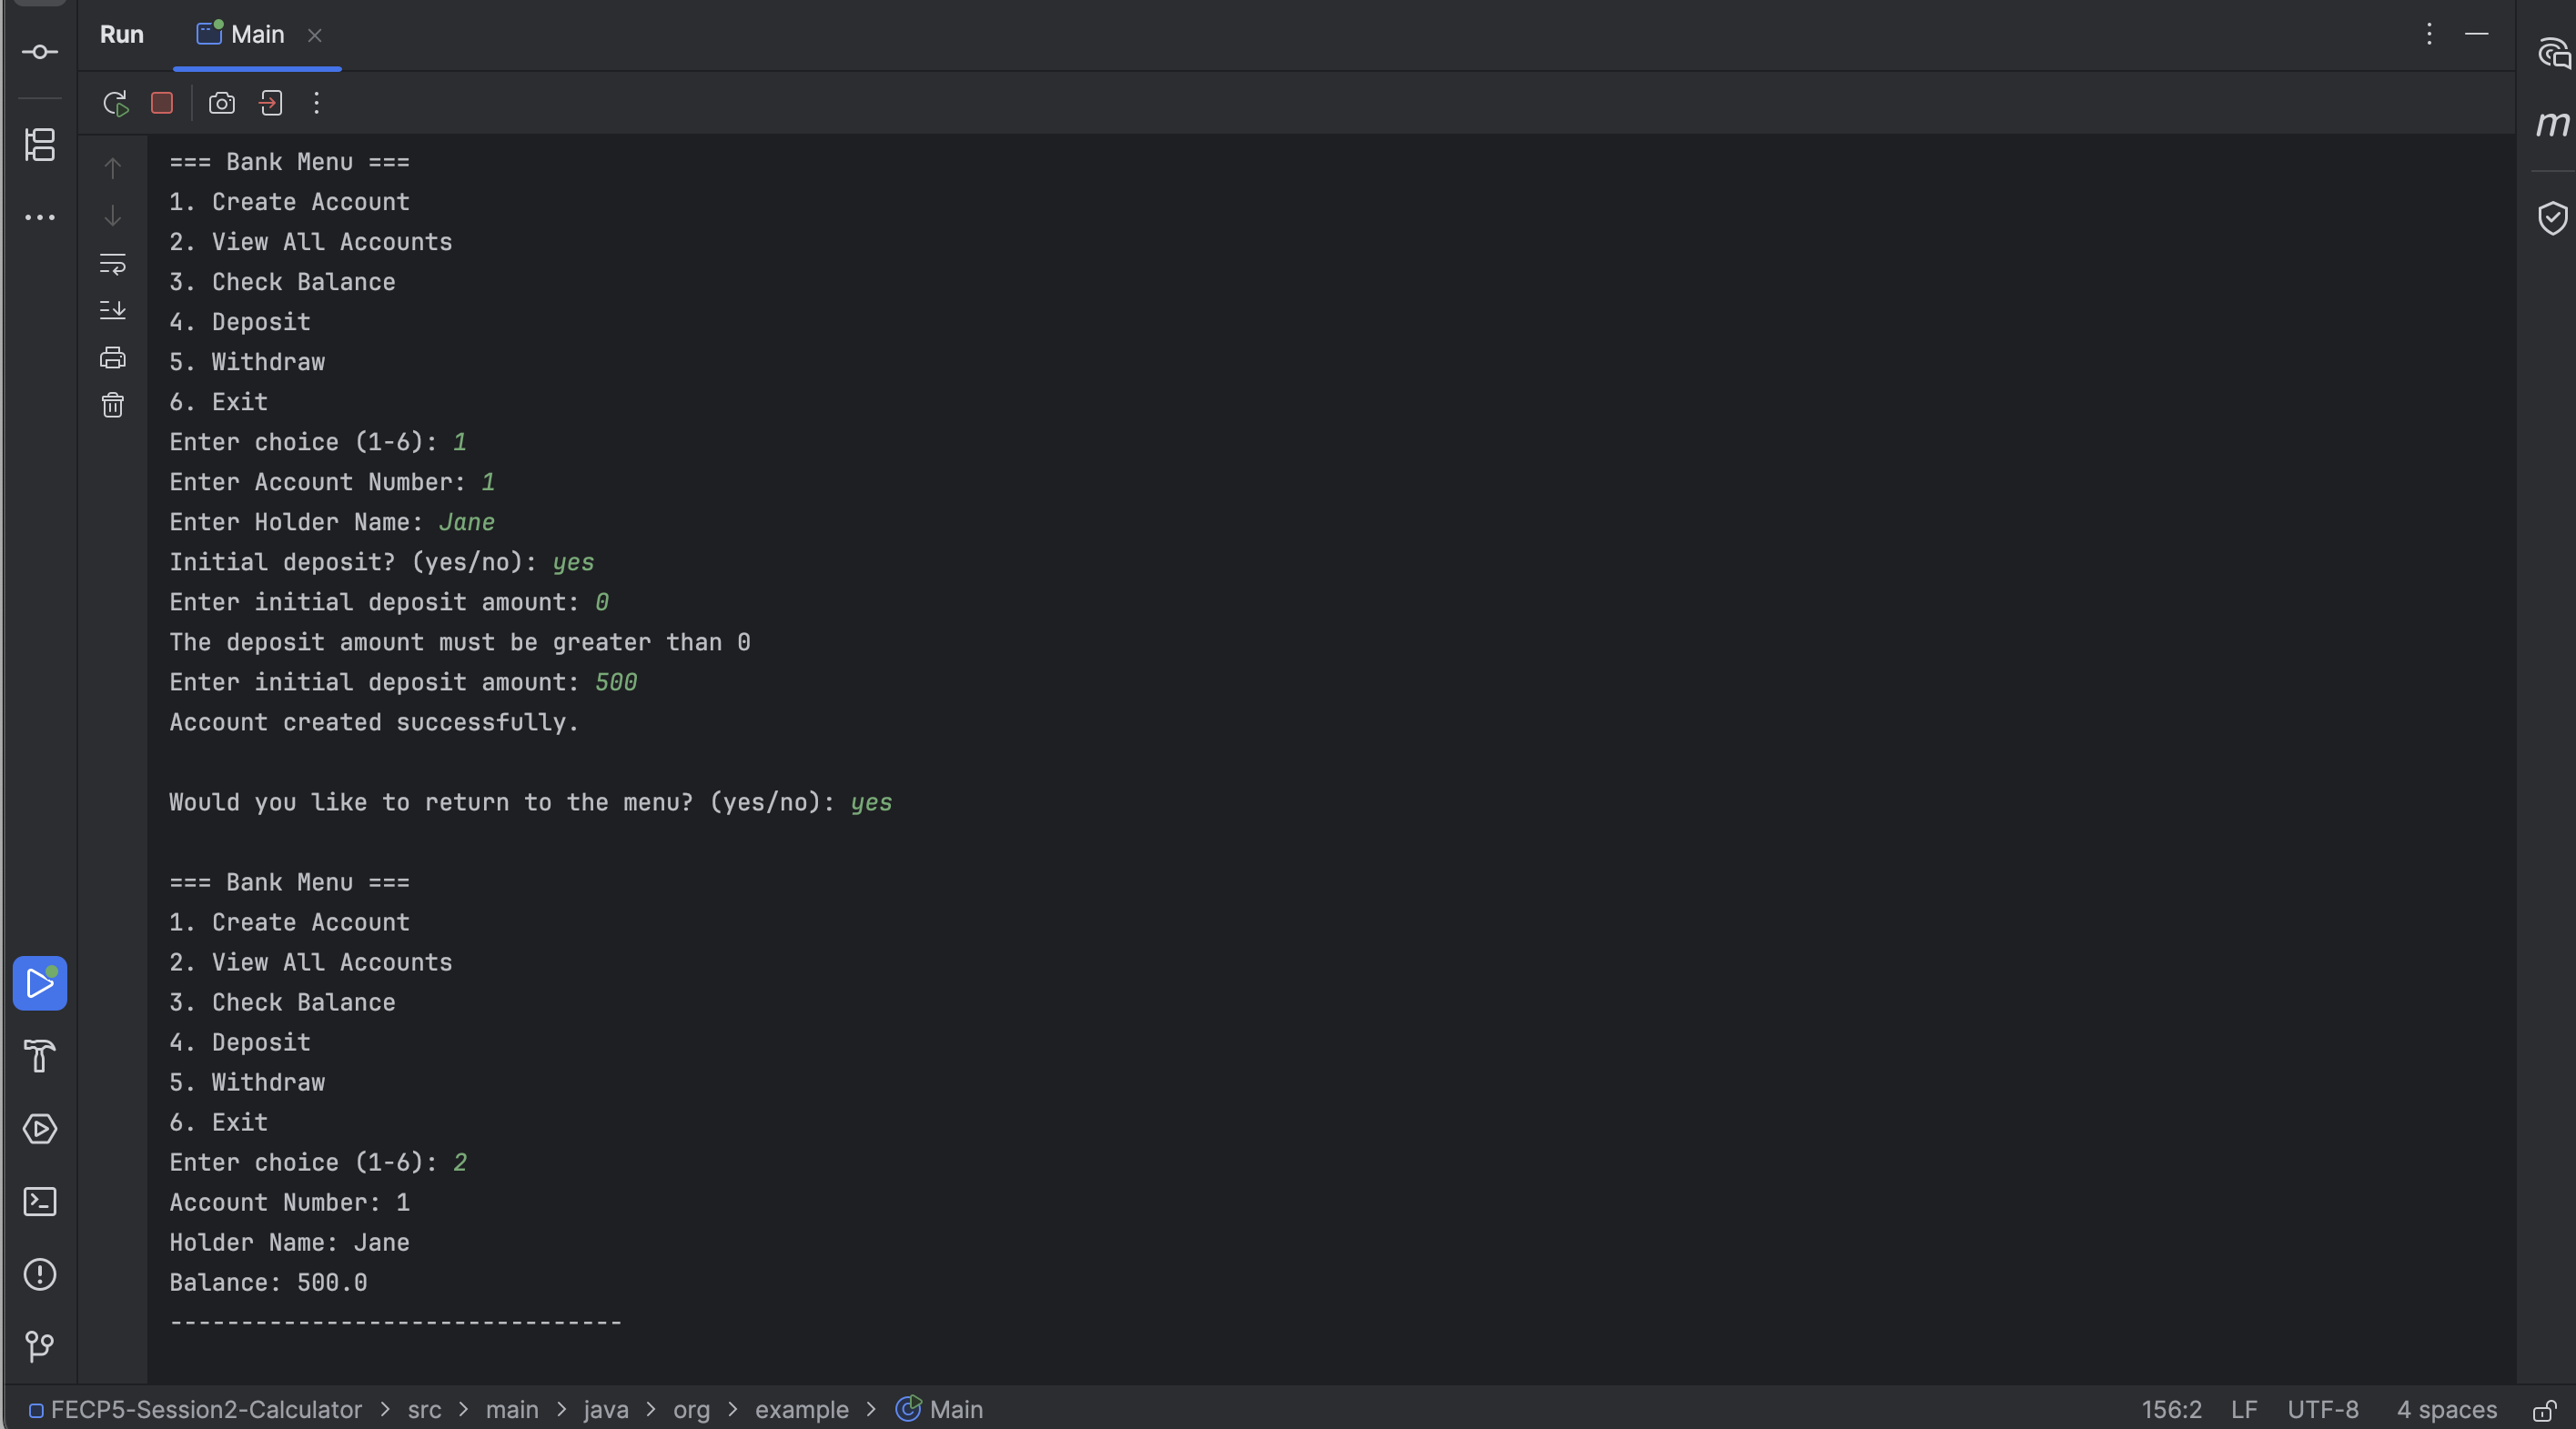 Run Main
=== Bank Menu ===
1. Create Account
2. View All Accounts
3. Check Balance
4. Deposit
5. Withdraw
6. Exit
Enter choice (1-6): 1
Enter Account Number: 1
Enter Holder Name: Jane
Initial deposit? (yes/no): yes
Enter initial deposit amount: 0
The deposit amount must be greater than 0
Enter initial deposit amount: 500
Account created successfully.
Would you like to return to the menu? (yes/no): yes
=== Bank Menu ===
1. Create Account
2. View All Accounts
3. Check Balance
4. Deposit
5. Withdraw
6. Exit
Enter choice (1-6): 2
Account Number: 1
Holder Name: Jane
Balance: 500.0
--------------------------------
m
FECP5-Session2-Calculator > src > main > java > org > example > Main 156:2 LF UTF-8 4 spaces